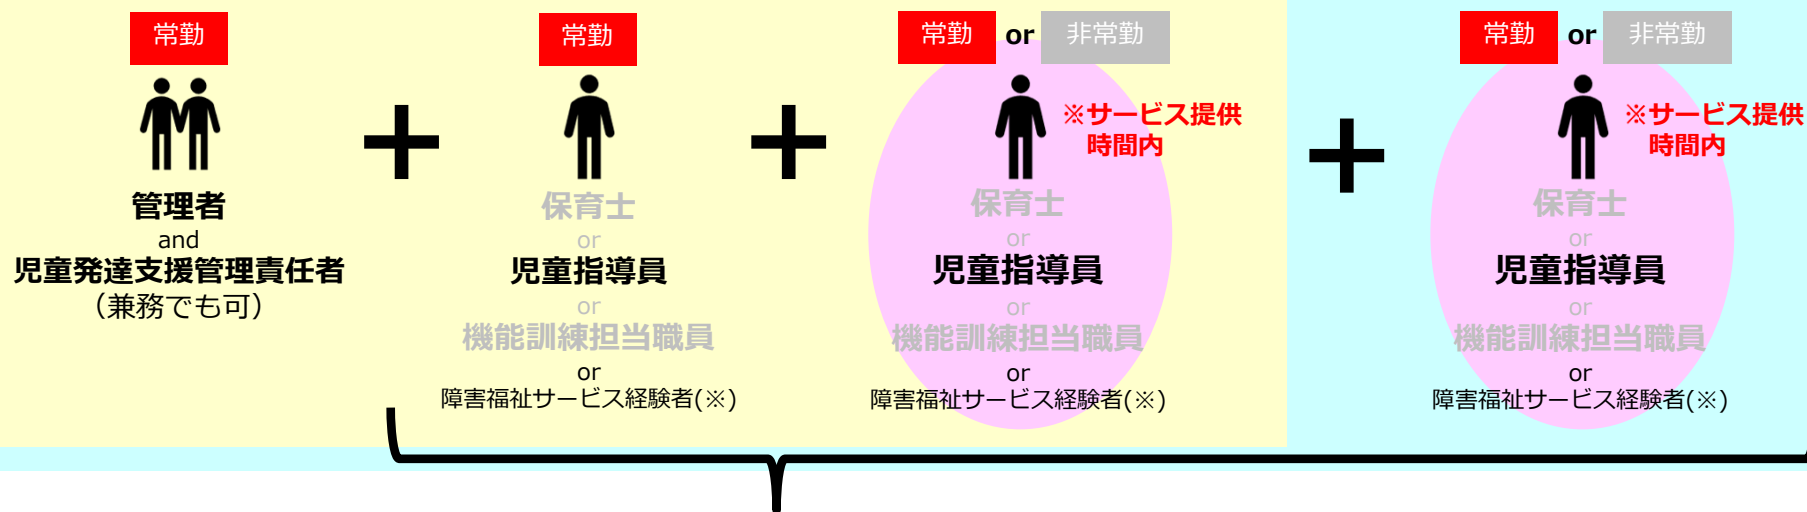 常勤
管理者
and
児童発達支援管理責任者
（兼務でも可）
＋
常勤
保育士
or
児童指導員
or
機能訓練担当職員
or
障害福祉サービス経験者(※)
＋
常勤 or 非常勤
※サービス提供
時間内
保育士
or
児童指導員
or
機能訓練担当職員
or
障害福祉サービス経験者(※)
＋
常勤 or 非常勤
※サービス提供
時間内
保育士
or
児童指導員
or
機能訓練担当職員
or
障害福祉サービス経験者(※)